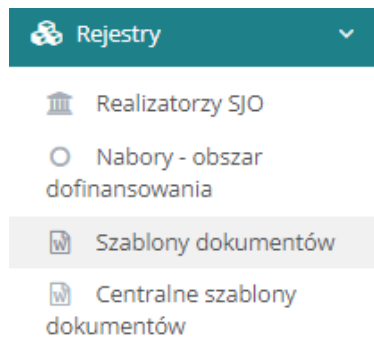 Rejestry
Realizatorzy SJO
Nabory - obszar
dofinansowania
Szablony dokumentów
Centralne szablony
dokumentów